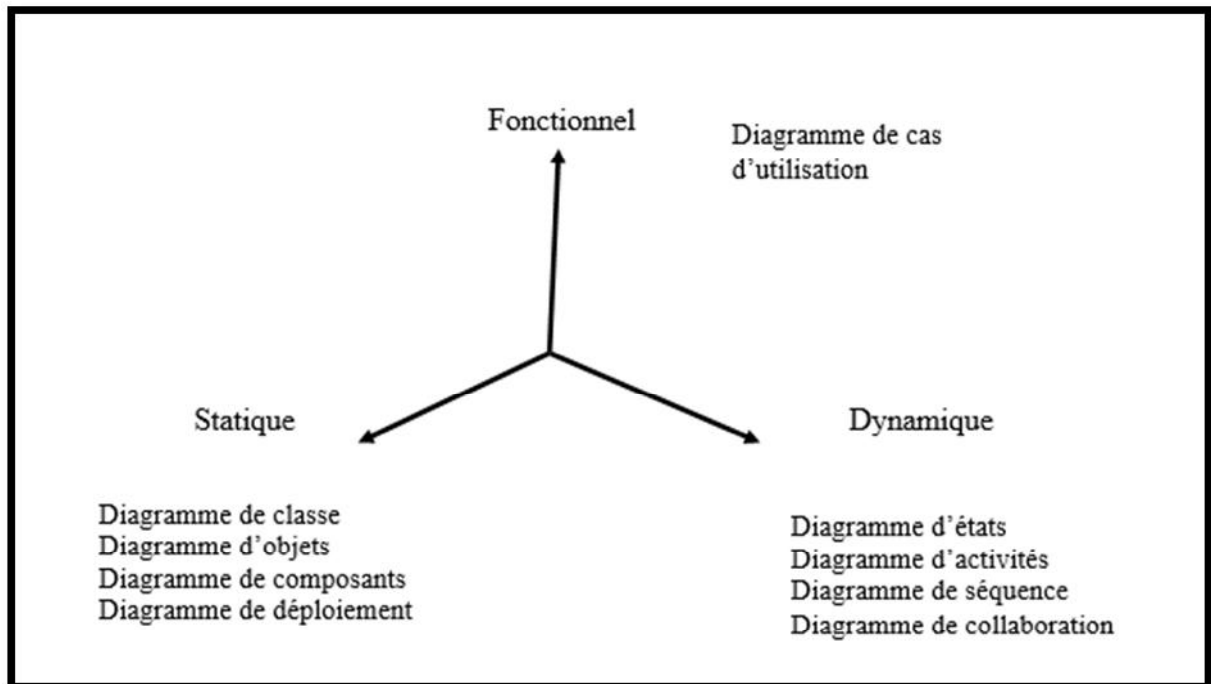 Fonctionnel
Diagramme de cas
d’utilisation
Statique
Dynamique
Diagramme de classe
Diagramme d’objets
Diagramme de composants
Diagramme de déploiement
Diagramme d’états
Diagramme d’activités
Diagramme de séquence
Diagramme de collaboration